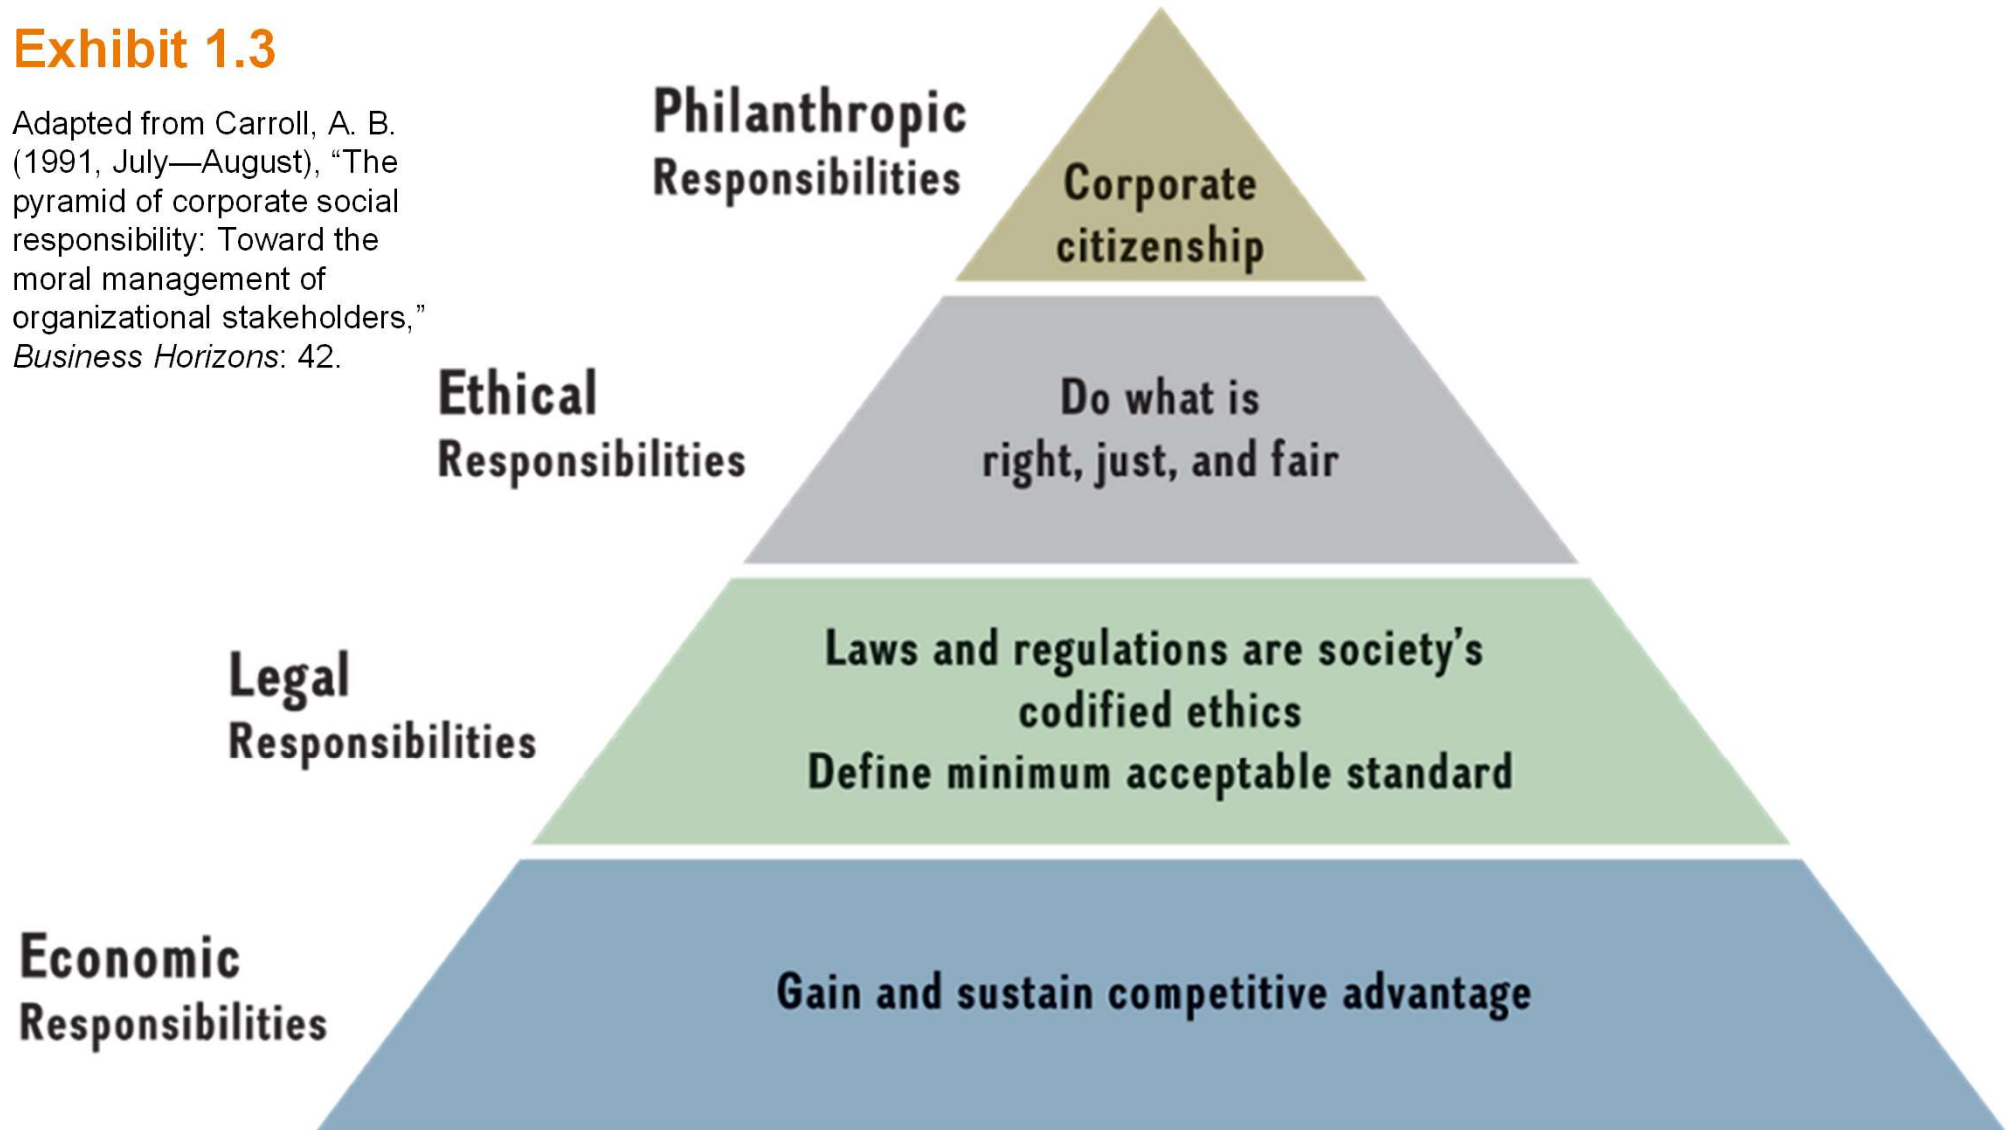 Exhibit 1.3
Adapted from Carroll, A. B.
(1991, July—August), “The
pyramid of corporate social
responsibility: Toward the
moral management of
organizational stakeholders,”
Business Horizons: 42.
Philanthropic
Responsibilities
Corporate
citizenship
Ethical
Responsibilities
Do what is
right, just, and fair
Legal
Responsibilities
Laws and regulations are society’s
codified ethics
Define minimum acceptable standard
Economic
Responsibilities
Gain and sustain competitive advantage